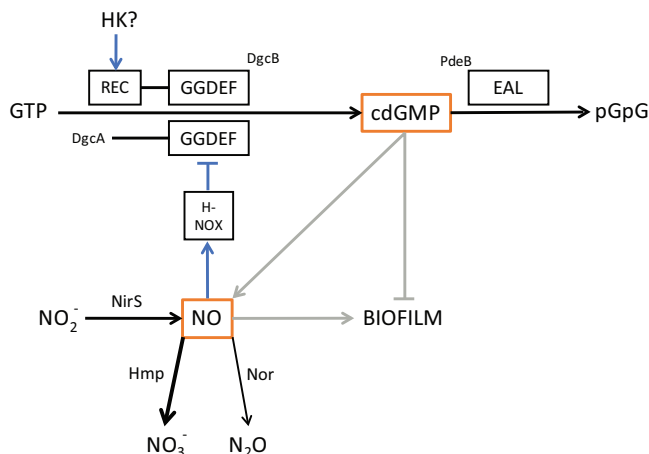 HK?
DgcB
PdeB
REC
GGDEF
EAL
GTP
cdGMP
pGpG
DgcA
GGDEF
H-
NOX
NirS
NO₂⁻
NO
BIOFILM
Hmp
Nor
NO₃⁻
N₂O